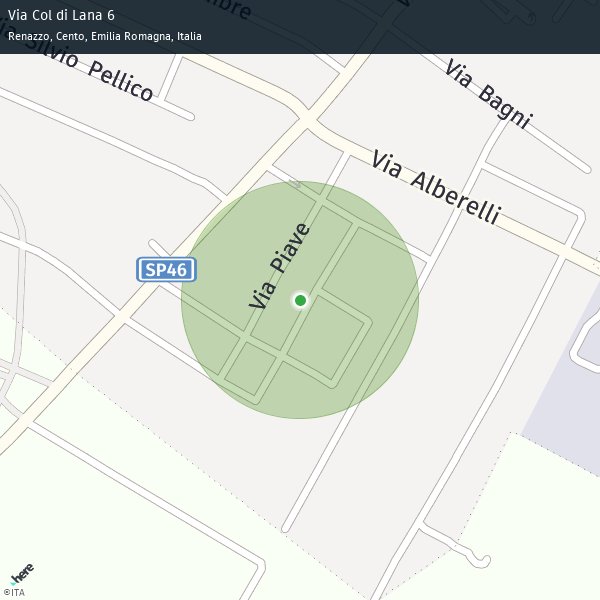 Via Col di Lana 6
Renazzo, Cento, Emilia Romagna, Italia
Via Silvio Pellico
Via Bagni
Via Alberelli
Via Piave
SP46
here
©ITA